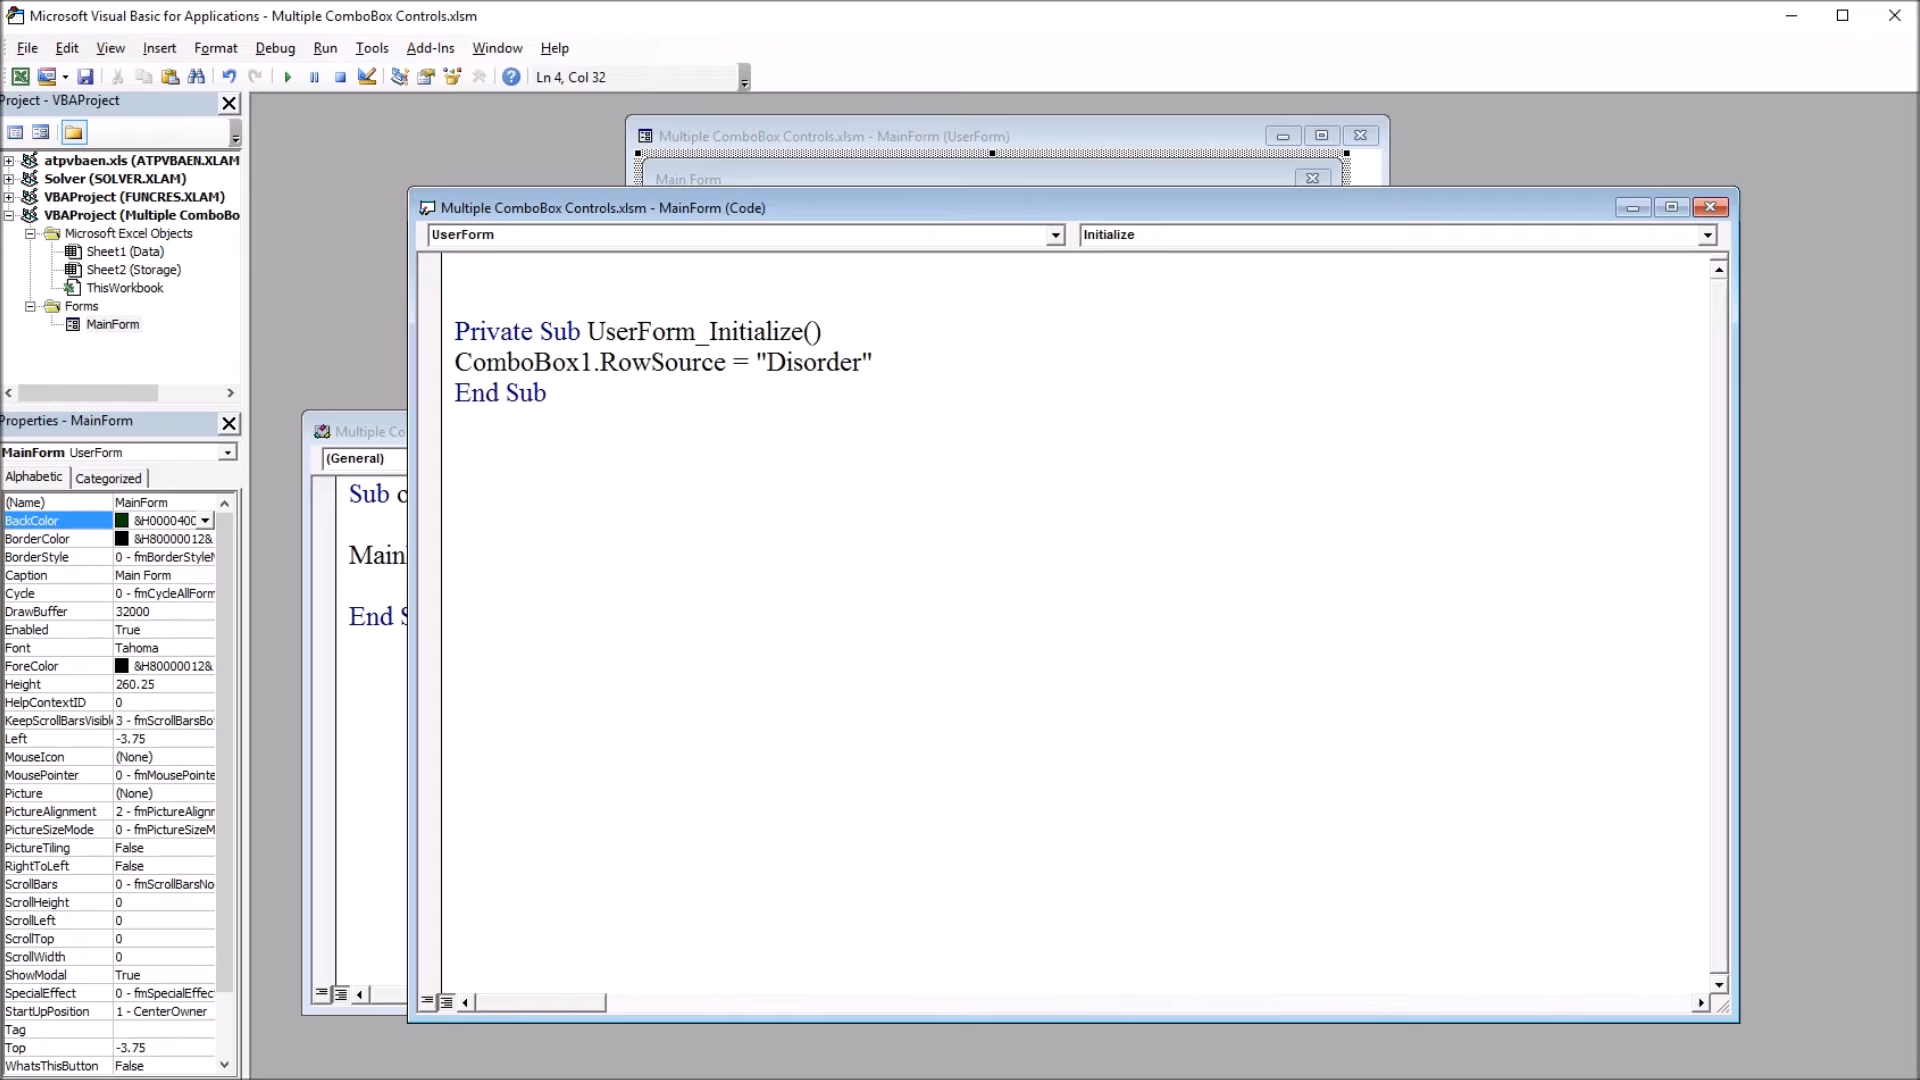 Microsoft Visual Basic for Applications - Multiple ComboBox Controls.xlsm
File Edit View Insert Format Debug Run Tools Add-Ins Window Help
Ln 4, Col 32
Project - VBAProject
atpvbaen.xls (ATPVBAEN.XLAM
Solver (SOLVER.XLAM)
VBAProject (FUNCRES.XLAM)
VBAProject (Multiple ComboBo
Microsoft Excel Objects
Sheet1 (Data)
Sheet2 (Storage)
ThisWorkbook
Forms
MainForm
Properties - MainForm
MainForm UserForm
Alphabetic Categorized
(Name) MainForm
BackColor &H0000400
BorderColor &H80000012&
BorderStyle 0 - fmBorderStyleN
Caption Main Form
Cycle 0 - fmCycleAllForm
DrawBuffer 32000
Enabled True
Font Tahoma
ForeColor &H80000012&
Height 260.25
HelpContextID 0
KeepScrollBarsVisibl 3 - fmScrollBarsBo
Left -3.75
MouseIcon (None)
MousePointer 0 - fmMousePointe
Picture (None)
PictureAlignment 2 - fmPictureAlignr
PictureSizeMode 0 - fmPictureSizeM
PictureTiling False
RightToLeft False
ScrollBars 0 - fmScrollBarsNo
ScrollHeight 0
ScrollLeft 0
ScrollTop 0
ScrollWidth 0
ShowModal True
SpecialEffect 0 - fmSpecialEffec
StartUpPosition 1 - CenterOwner
Tag
Top -3.75
WhatsThisButton False
Multiple ComboBox Controls.xlsm - MainForm (UserForm)
Main Form
Multiple Co
(General)
Sub o
Main
End S
Multiple ComboBox Controls.xlsm - MainForm (Code)
UserForm Initialize
Private Sub UserForm_Initialize()
ComboBox1.RowSource = "Disorder"
End Sub